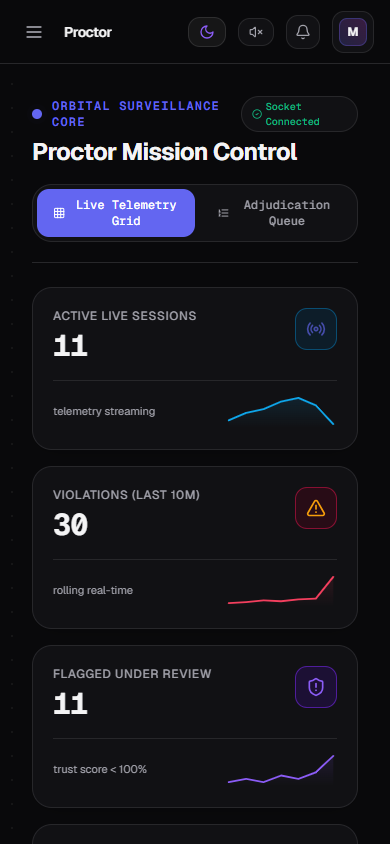 Proctor
M
ORBITAL SURVEILLANCE
CORE
Socket
Connected
Proctor Mission Control
Live Telemetry
Grid
Adjudication
Queue
ACTIVE LIVE SESSIONS
11
telemetry streaming
VIOLATIONS (LAST 10M)
30
rolling real-time
FLAGGED UNDER REVIEW
11
trust score < 100%